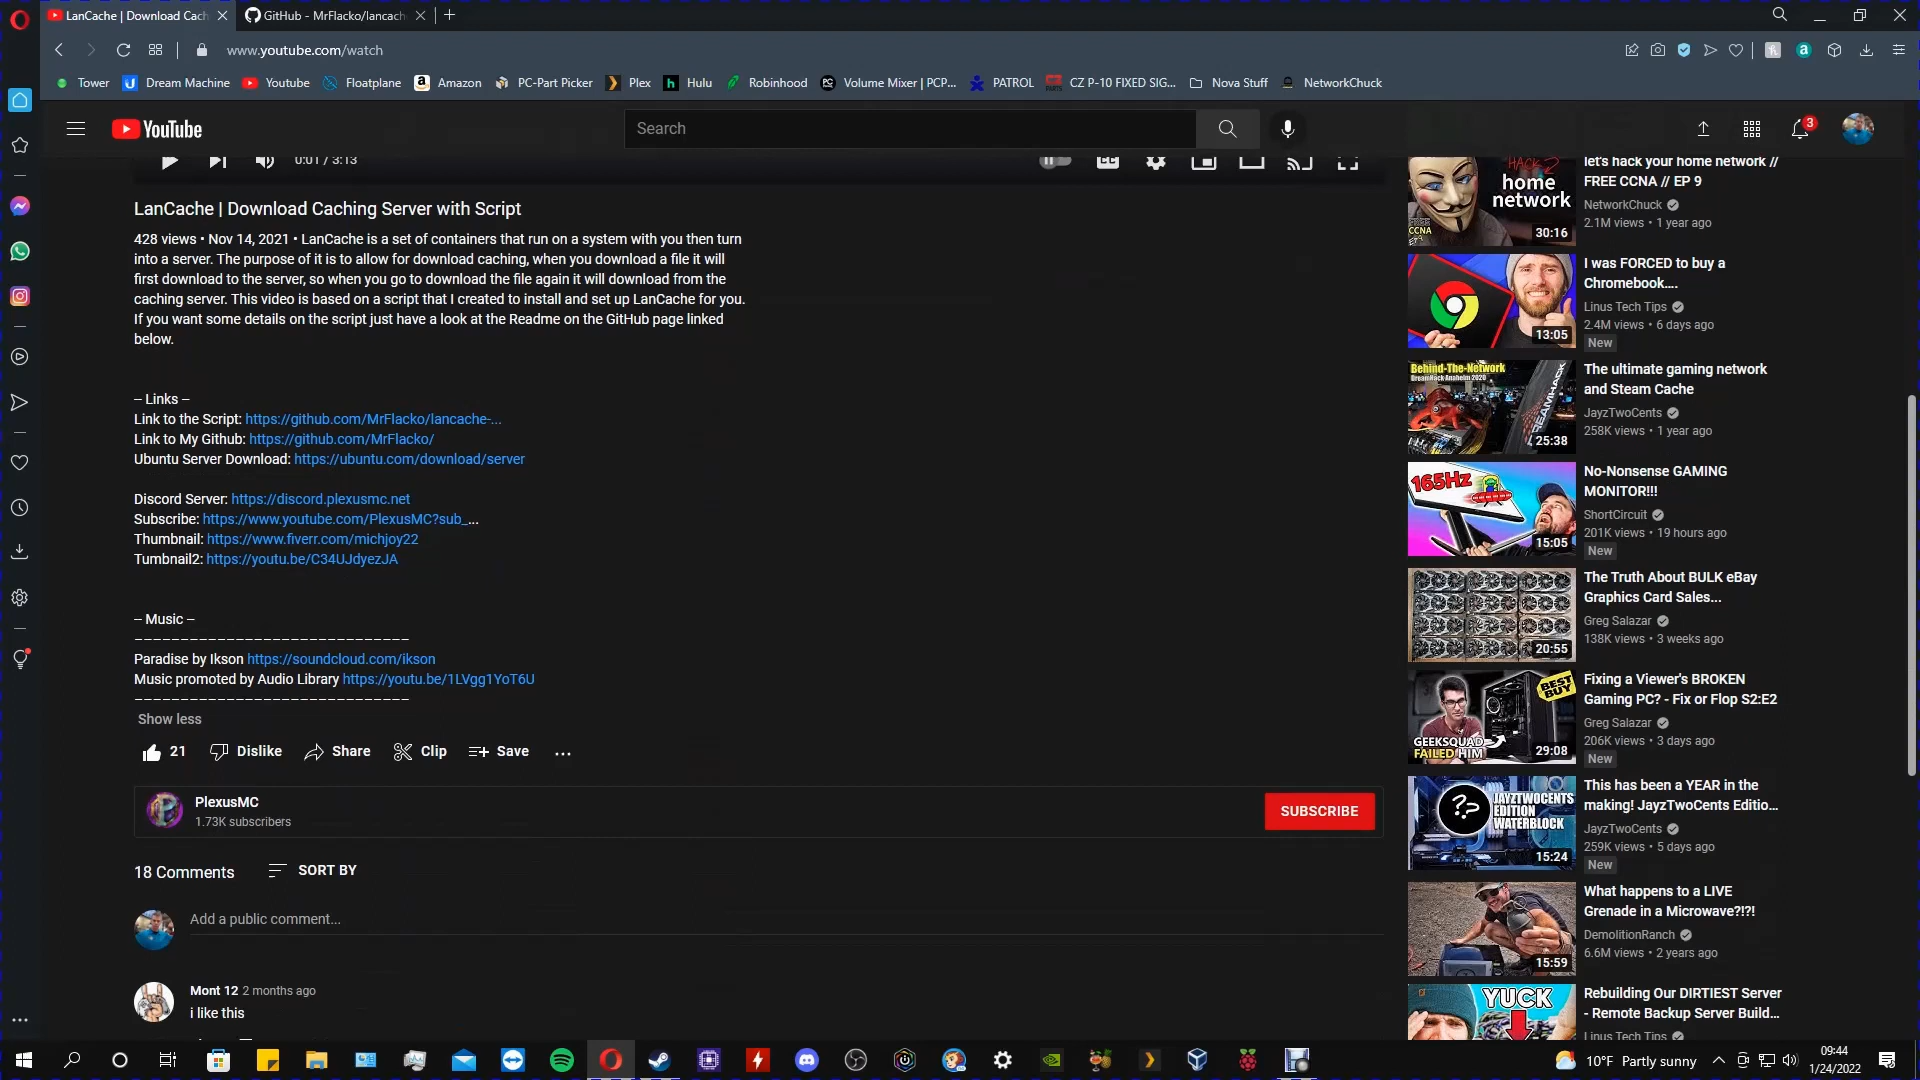 LanCache | Download Cach
GitHub - MrFlacko/lancach
www.youtube.com/watch
Tower
Dream Machine
Youtube
Floatplane
Amazon
PC-Part Picker
Plex
Hulu
Robinhood
Volume Mixer | PCP...
PATROL
CZ P-10 FIXED SIG...
Nova Stuff
NetworkChuck
YouTube
Search
3
0:01 / 3:13
CC
LanCache | Download Caching Server with Script
428 views • Nov 14, 2021 • LanCache is a set of containers that run on a system with you then turn
into a server. The purpose of it is to allow for download caching, when you download a file it will
first download to the server, so when you go to download the file again it will download from the
caching server. This video is based on a script that I created to install and set up LanCache for you.
If you want some details on the script just have a look at the Readme on the GitHub page linked
below.
– Links –
Link to the Script: https://github.com/MrFlacko/lancache-...
Link to My Github: https://github.com/MrFlacko/
Ubuntu Server Download: https://ubuntu.com/download/server
Discord Server: https://discord.plexusmc.net
Subscribe: https://www.youtube.com/PlexusMC?sub_...
Thumbnail: https://www.fiverr.com/michjoy22
Tumbnail2: https://youtu.be/C34UJdyezJA
– Music –
––––––––––––––––––––––––––––––
Paradise by Ikson https://soundcloud.com/ikson
Music promoted by Audio Library https://youtu.be/1LVgg1YoT6U
––––––––––––––––––––––––––––––
Show less
21
Dislike
Share
Clip
Save
...
PlexusMC
1.73K subscribers
SUBSCRIBE
18 Comments
SORT BY
Add a public comment...
Mont 12 2 months ago
i like this
HACK
home
network
CCNA
30:16
let's hack your home network //
FREE CCNA // EP 9
NetworkChuck
2.1M views • 1 year ago
13:05
I was FORCED to buy a
Chromebook....
Linus Tech Tips
2.4M views • 6 days ago
New
Behind-The-Network
DreamHack Anaheim 2020
DREAMHACK
25:38
The ultimate gaming network
and Steam Cache
JayzTwoCents
258K views • 1 year ago
165Hz
15:05
No-Nonsense GAMING
MONITOR!!!
ShortCircuit
201K views • 19 hours ago
New
20:55
The Truth About BULK eBay
Graphics Card Sales...
Greg Salazar
138K views • 3 weeks ago
BEST
BUY
GEEKSQUAD
FAILED HIM
29:08
Fixing a Viewer's BROKEN
Gaming PC? - Fix or Flop S2:E2
Greg Salazar
206K views • 3 days ago
New
??
JAYZTWOCENTS
EDITION
WATERBLOCK
15:24
This has been a YEAR in the
making! JayzTwoCents Editio...
JayzTwoCents
259K views • 5 days ago
New
15:59
What happens to a LIVE
Grenade in a Microwave?!?!
DemolitionRanch
6.6M views • 2 years ago
YUCK
Rebuilding Our DIRTIEST Server
- Remote Backup Server Build...
Linus Tech Tips
10°F Partly sunny
09:44
1/24/2022